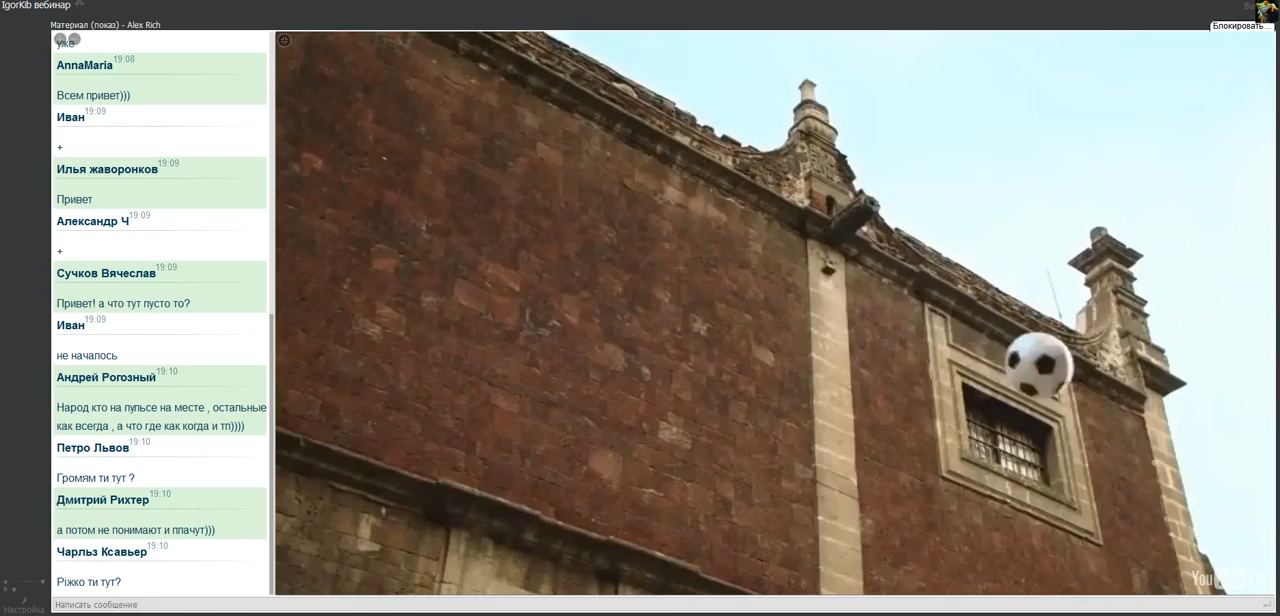 IgorKib вебинар
Материал (показ) - Alex Rich
Блокировать...
уже
AnnaMaria 19:08
Всем привет)))
Иван 19:09
+
Илья жаворонков 19:09
Привет
Александр Ч 19:09
+
Сучков Вячеслав 19:09
Привет! а что тут пусто то?
Иван 19:09
не началось
Андрей Рогозный 19:10
Народ кто на пульсе на месте , остальные
как всегда , а что где как когда и тп))))
Петро Львов 19:10
Громям ти тут ?
Дмитрий Рихтер 19:10
а потом не понимают и плачут)))
Чарльз Ксавьер 19:10
Ріжко ти тут?
Написать сообщение
Настройка